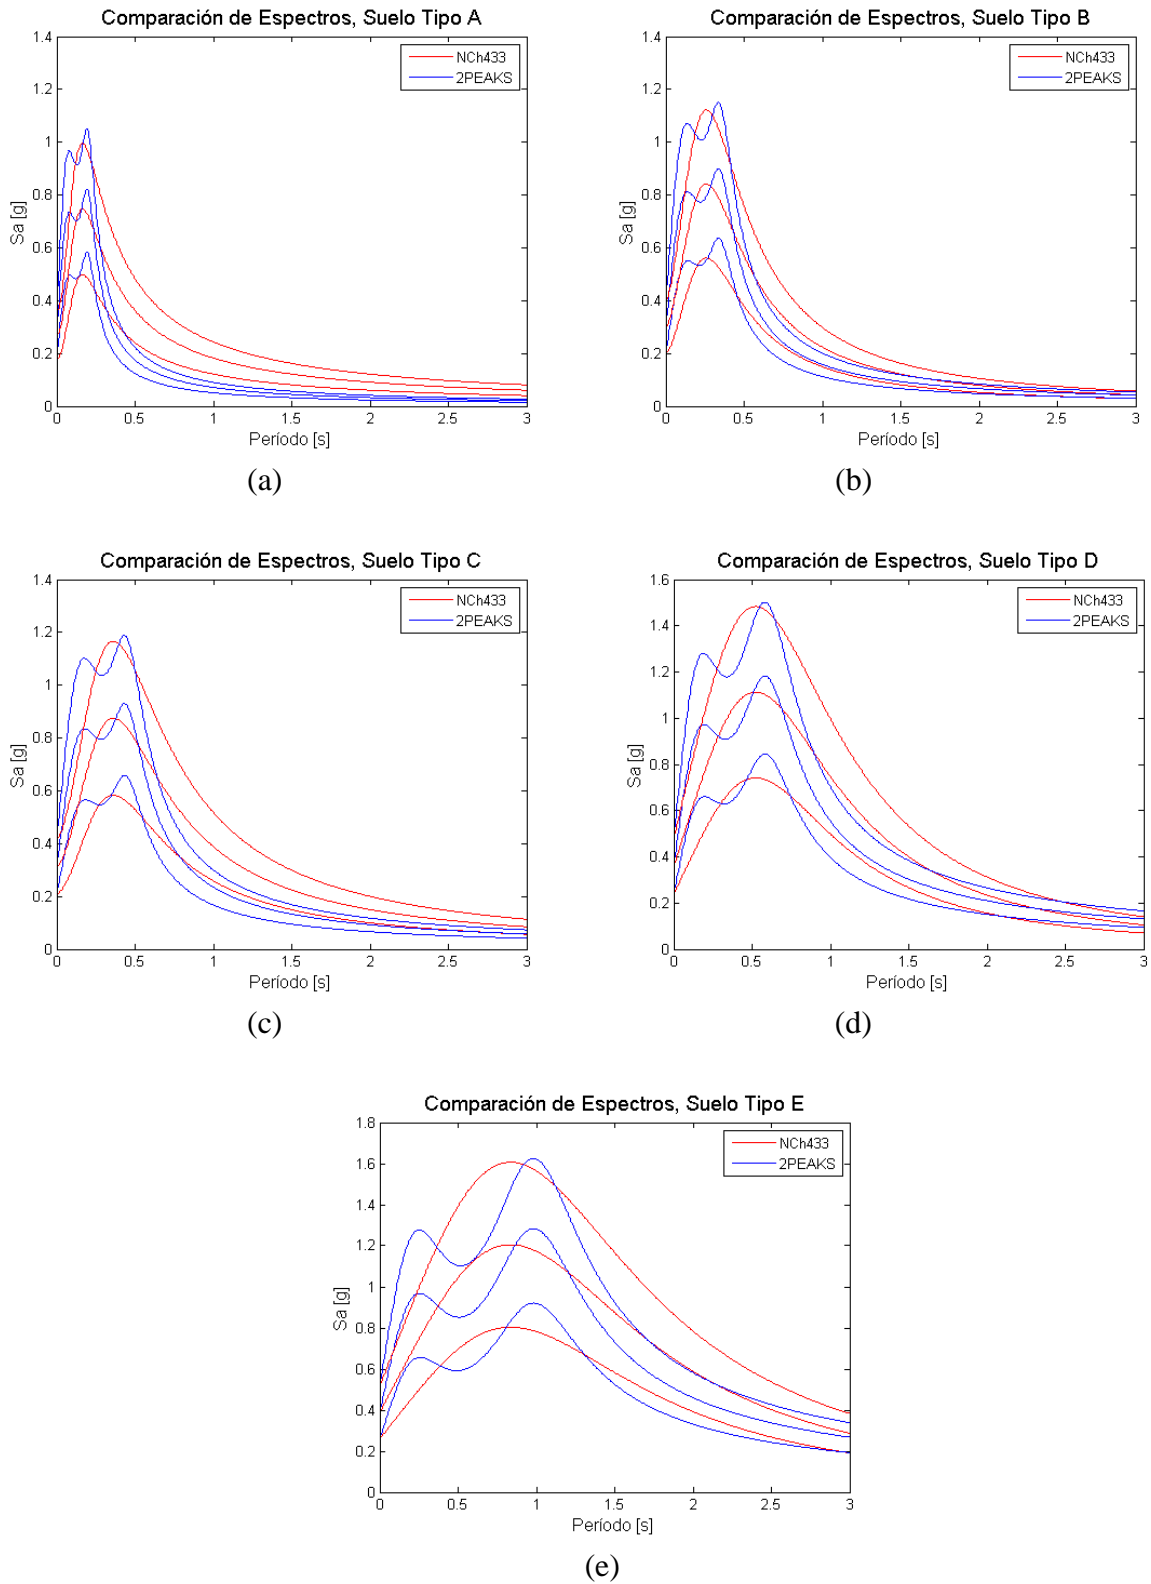 Comparación de Espectros, Suelo Tipo A
1.4
1.2
1
0.8
0.6
0.4
0.2
0
Sa [g]
NCh433
2PEAKS
0 0.5 1 1.5 2 2.5 3
Período [s]
(a)
Comparación de Espectros, Suelo Tipo B
1.4
1.2
1
0.8
0.6
0.4
0.2
0
Sa [g]
NCh433
2PEAKS
0 0.5 1 1.5 2 2.5 3
Período [s]
(b)
Comparación de Espectros, Suelo Tipo C
1.4
1.2
1
0.8
0.6
0.4
0.2
0
Sa [g]
NCh433
2PEAKS
0 0.5 1 1.5 2 2.5 3
Período [s]
(c)
Comparación de Espectros, Suelo Tipo D
1.6
1.4
1.2
1
0.8
0.6
0.4
0.2
0
Sa [g]
NCh433
2PEAKS
0 0.5 1 1.5 2 2.5 3
Período [s]
(d)
Comparación de Espectros, Suelo Tipo E
1.8
1.6
1.4
1.2
1
0.8
0.6
0.4
0.2
0
Sa [g]
NCh433
2PEAKS
0 0.5 1 1.5 2 2.5 3
Período [s]
(e)